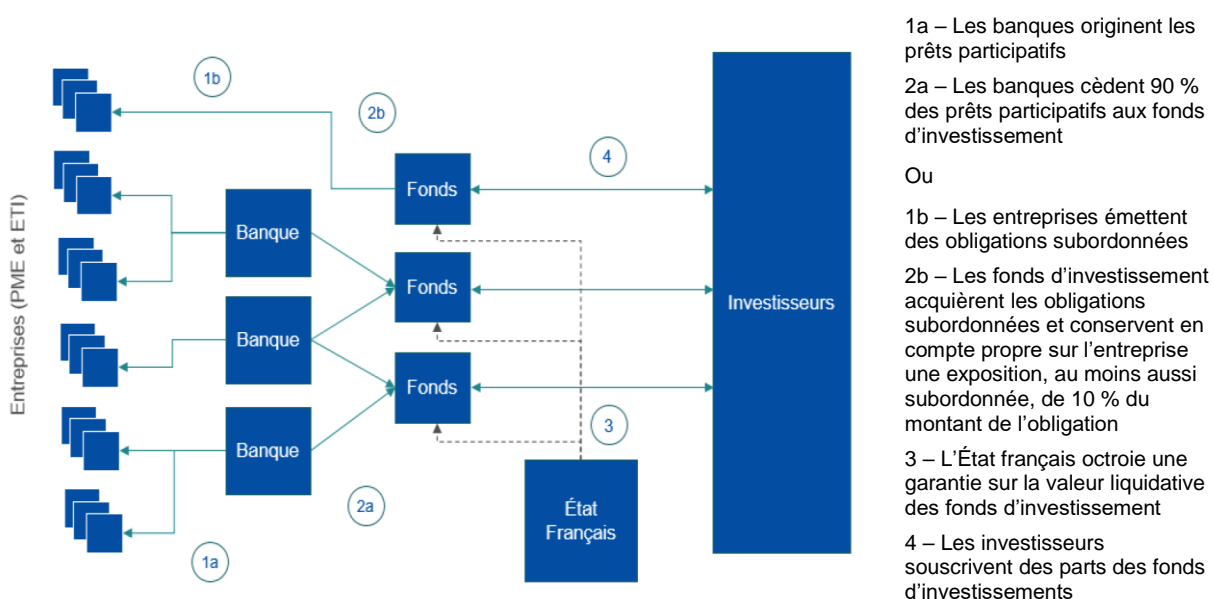 Entreprises (PME et ETI)
1b
2b
4
Fonds
Banque
Fonds
Banque
Fonds
Banque
3
2a
1a
État
Français
Investisseurs
1a – Les banques originent les
prêts participatifs
2a – Les banques cèdent 90 %
des prêts participatifs aux fonds
d’investissement
Ou
1b – Les entreprises émettent
des obligations subordonnées
2b – Les fonds d’investissement
acquièrent les obligations
subordonnées et conservent en
compte propre sur l’entreprise
une exposition, au moins aussi
subordonnée, de 10 % du
montant de l’obligation
3 – L’État français octroie une
garantie sur la valeur liquidative
des fonds d’investissement
4 – Les investisseurs
souscrivent des parts des fonds
d’investissements